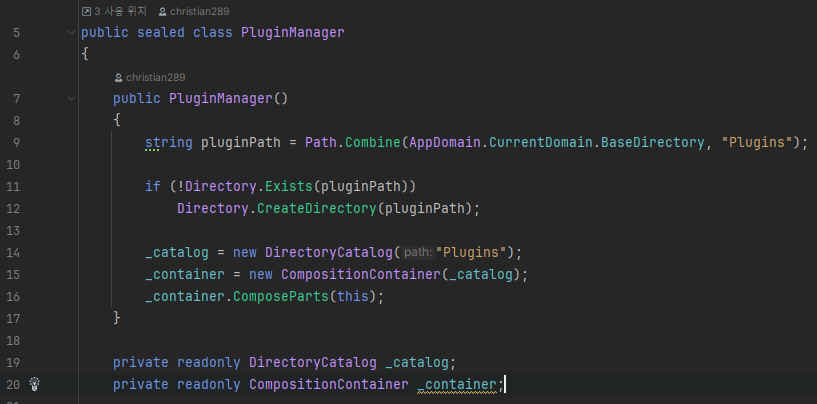 3 사용 위치 christian289
5 public sealed class PluginManager
6 {
christian289
7 public PluginManager()
8 {
9 string pluginPath = Path.Combine(AppDomain.CurrentDomain.BaseDirectory, "Plugins");
10
11 if (!Directory.Exists(pluginPath))
12 Directory.CreateDirectory(pluginPath);
13
14 _catalog = new DirectoryCatalog(path:"Plugins");
15 _container = new CompositionContainer(_catalog);
16 _container.ComposeParts(this);
17 }
18
19 private readonly DirectoryCatalog _catalog;
20 private readonly CompositionContainer _container;